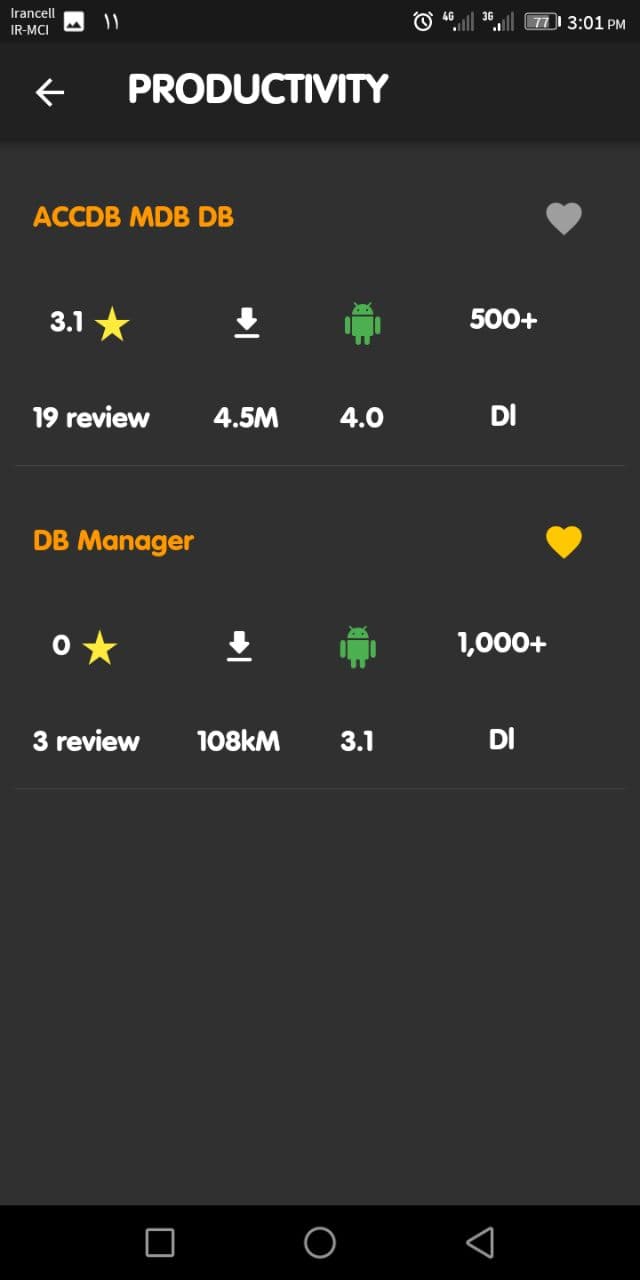 Irancell
IR-MCI
۱۱
4G
3G
77
3:01 PM
PRODUCTIVITY
ACCDB MDB DB
3.1
500+
19 review
4.5M
4.0
Dl
DB Manager
0
1,000+
3 review
108kM
3.1
Dl